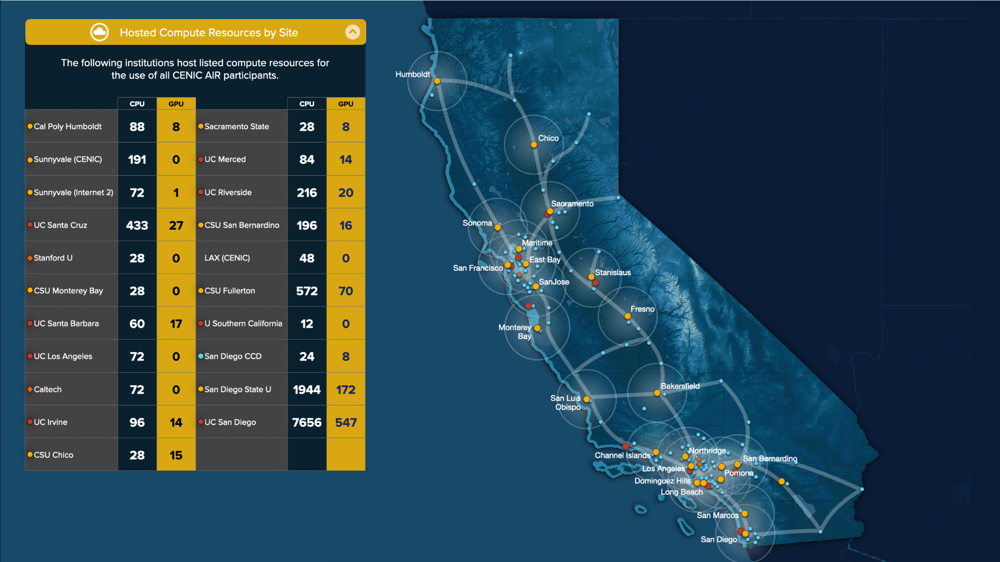 Hosted Compute Resources by Site
The following institutions host listed compute resources for
the use of all CENIC AIR participants.
CPU GPU CPU GPU
Cal Poly Humboldt 88 8 Sacramento State 28 8
Sunnyvale (CENIC) 191 0 UC Merced 84 14
Sunnyvale (Internet 2) 72 1 UC Riverside 216 20
UC Santa Cruz 433 27 CSU San Bernardino 196 16
Stanford U 28 0 LAX (CENIC) 48 0
CSU Monterey Bay 28 0 CSU Fullerton 572 70
UC Santa Barbara 60 17 U Southern California 12 0
UC Los Angeles 72 0 San Diego CCD 24 8
Caltech 72 0 San Diego State U 1944 172
UC Irvine 96 14 UC San Diego 7656 547
CSU Chico 28 15
Humboldt
Chico
Sacramento
Sonoma
Maritime
East Bay
San Francisco
Stanislaus
SanJose
Fresno
Monterey
Bay
Bakersfield
San Luis
Obispo
Northridge
Channel Islands
San Bernardino
Los Angeles
Pomona
Dominguez Hills
Long Beach
San Marcos
San Diego